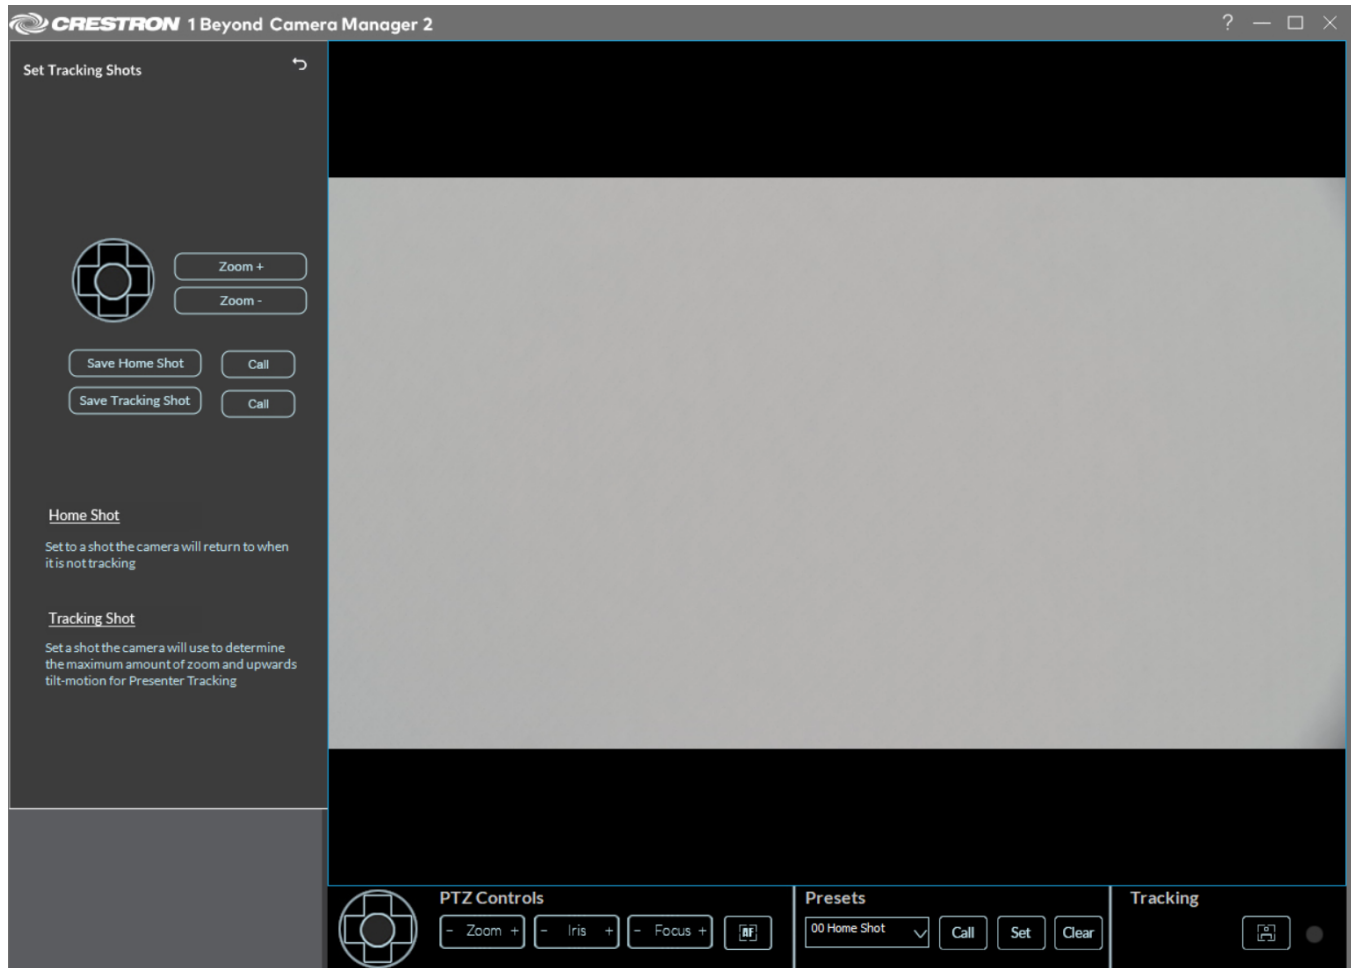 CRESTRON 1 Beyond Camera Manager 2
?
Set Tracking Shots
Zoom +
Zoom -
Save Home Shot
Call
Save Tracking Shot
Call
Home Shot
Set to a shot the camera will return to when
it is not tracking
Tracking Shot
Set a shot the camera will use to determine
the maximum amount of zoom and upwards
tilt-motion for Presenter Tracking
PTZ Controls
- Zoom +
- Iris +
- Focus +
AF
Presets
00 Home Shot
Call
Set
Clear
Tracking